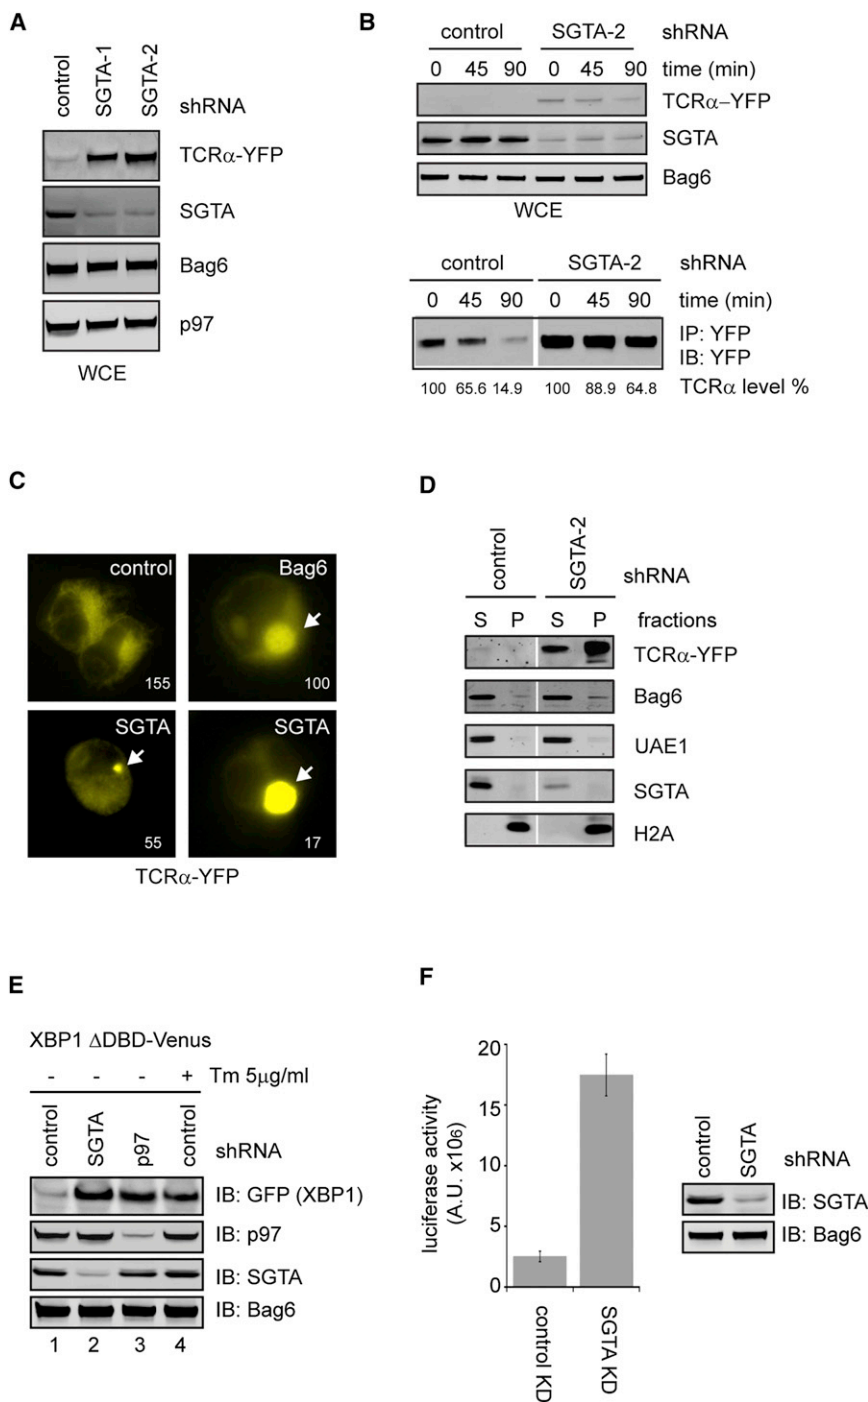 A
control
SGTA-1
SGTA-2
shRNA
TCRα-YFP
SGTA
Bag6
p97
WCE
B
control SGTA-2 shRNA
0 45 90 0 45 90 time (min)
TCRα–YFP
SGTA
Bag6
WCE
control SGTA-2 shRNA
0 45 90 0 45 90 time (min)
IP: YFP
IB: YFP
100 65.6 14.9 100 88.9 64.8 TCRα level %
C
control
155
Bag6
100
SGTA
55
SGTA
17
TCRα-YFP
D
control
SGTA-2
shRNA
S P S P fractions
TCRα-YFP
Bag6
UAE1
SGTA
H2A
E
XBP1 ΔDBD-Venus
- - - + Tm 5µg/ml
control
SGTA
p97
control
shRNA
IB: GFP (XBP1)
IB: p97
IB: SGTA
IB: Bag6
1 2 3 4
F
luciferase activity
(A.U. x106)
20
15
10
5
0
control KD
SGTA KD
control
SGTA
shRNA
IB: SGTA
IB: Bag6